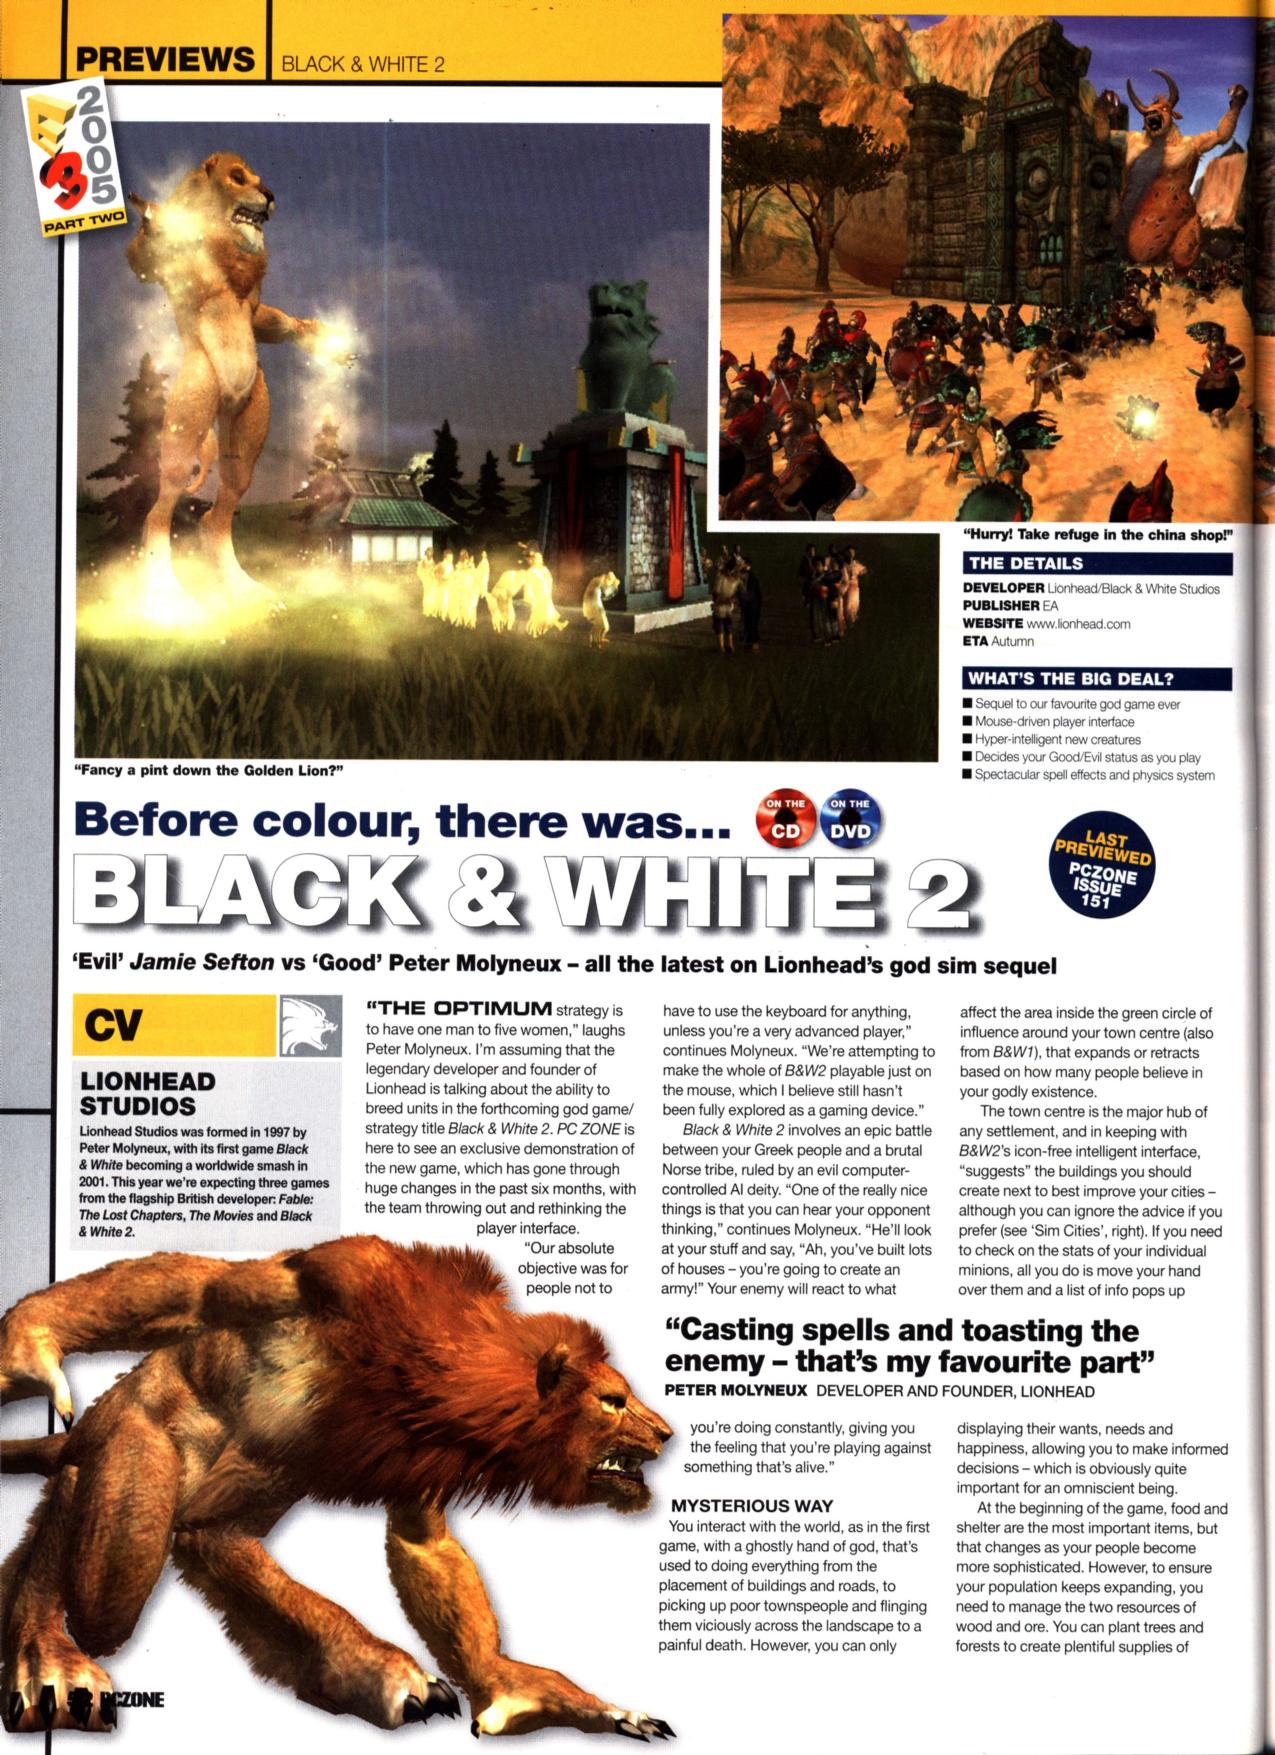 PREVIEWS BLACK & WHITE 2
E3 2005
PART TWO
"Hurry! Take refuge in the china shop!"
THE DETAILS
DEVELOPER Lionhead/Black & White Studios
PUBLISHER EA
WEBSITE www.lionhead.com
ETA Autumn
WHAT'S THE BIG DEAL?
■ Sequel to our favourite god game ever
■ Mouse-driven player interface
■ Hyper-intelligent new creatures
■ Decides your Good/Evil status as you play
■ Spectacular spell effects and physics system
"Fancy a pint down the Golden Lion?"
Before colour, there was...
ON THE
CD
ON THE
DVD
BLACK & WHITE 2
LAST
PREVIEWED
PCZONE
ISSUE
151
'Evil' Jamie Sefton vs 'Good' Peter Molyneux – all the latest on Lionhead's god sim sequel
CV
LIONHEAD
STUDIOS
Lionhead Studios was formed in 1997 by
Peter Molyneux, with its first game Black
& White becoming a worldwide smash in
2001. This year we're expecting three games
from the flagship British developer: Fable:
The Lost Chapters, The Movies and Black
& White 2.
"THE OPTIMUM strategy is
to have one man to five women," laughs
Peter Molyneux. I'm assuming that the
legendary developer and founder of
Lionhead is talking about the ability to
breed units in the forthcoming god game/
strategy title Black & White 2. PC ZONE is
here to see an exclusive demonstration of
the new game, which has gone through
huge changes in the past six months, with
the team throwing out and rethinking the
player interface.
"Our absolute
objective was for
people not to
have to use the keyboard for anything,
unless you're a very advanced player,"
continues Molyneux. "We're attempting to
make the whole of B&W2 playable just on
the mouse, which I believe still hasn't
been fully explored as a gaming device."
Black & White 2 involves an epic battle
between your Greek people and a brutal
Norse tribe, ruled by an evil computer-
controlled AI deity. "One of the really nice
things is that you can hear your opponent
thinking," continues Molyneux. "He'll look
at your stuff and say, "Ah, you've built lots
of houses – you're going to create an
army!" Your enemy will react to what
"Casting spells and toasting the
enemy – that's my favourite part"
PETER MOLYNEUX DEVELOPER AND FOUNDER, LIONHEAD
you're doing constantly, giving you
the feeling that you're playing against
something that's alive."
MYSTERIOUS WAY
You interact with the world, as in the first
game, with a ghostly hand of god, that's
used to doing everything from the
placement of buildings and roads, to
picking up poor townspeople and flinging
them viciously across the landscape to a
painful death. However, you can only
affect the area inside the green circle of
influence around your town centre (also
from B&W1), that expands or retracts
based on how many people believe in
your godly existence.
The town centre is the major hub of
any settlement, and in keeping with
B&W2's icon-free intelligent interface,
"suggests" the buildings you should
create next to best improve your cities –
although you can ignore the advice if you
prefer (see 'Sim Cities', right). If you need
to check on the stats of your individual
minions, all you do is move your hand
over them and a list of info pops up
displaying their wants, needs and
happiness, allowing you to make informed
decisions – which is obviously quite
important for an omniscient being.
At the beginning of the game, food and
shelter are the most important items, but
that changes as your people become
more sophisticated. However, to ensure
your population keeps expanding, you
need to manage the two resources of
wood and ore. You can plant trees and
forests to create plentiful supplies of
PCZONE